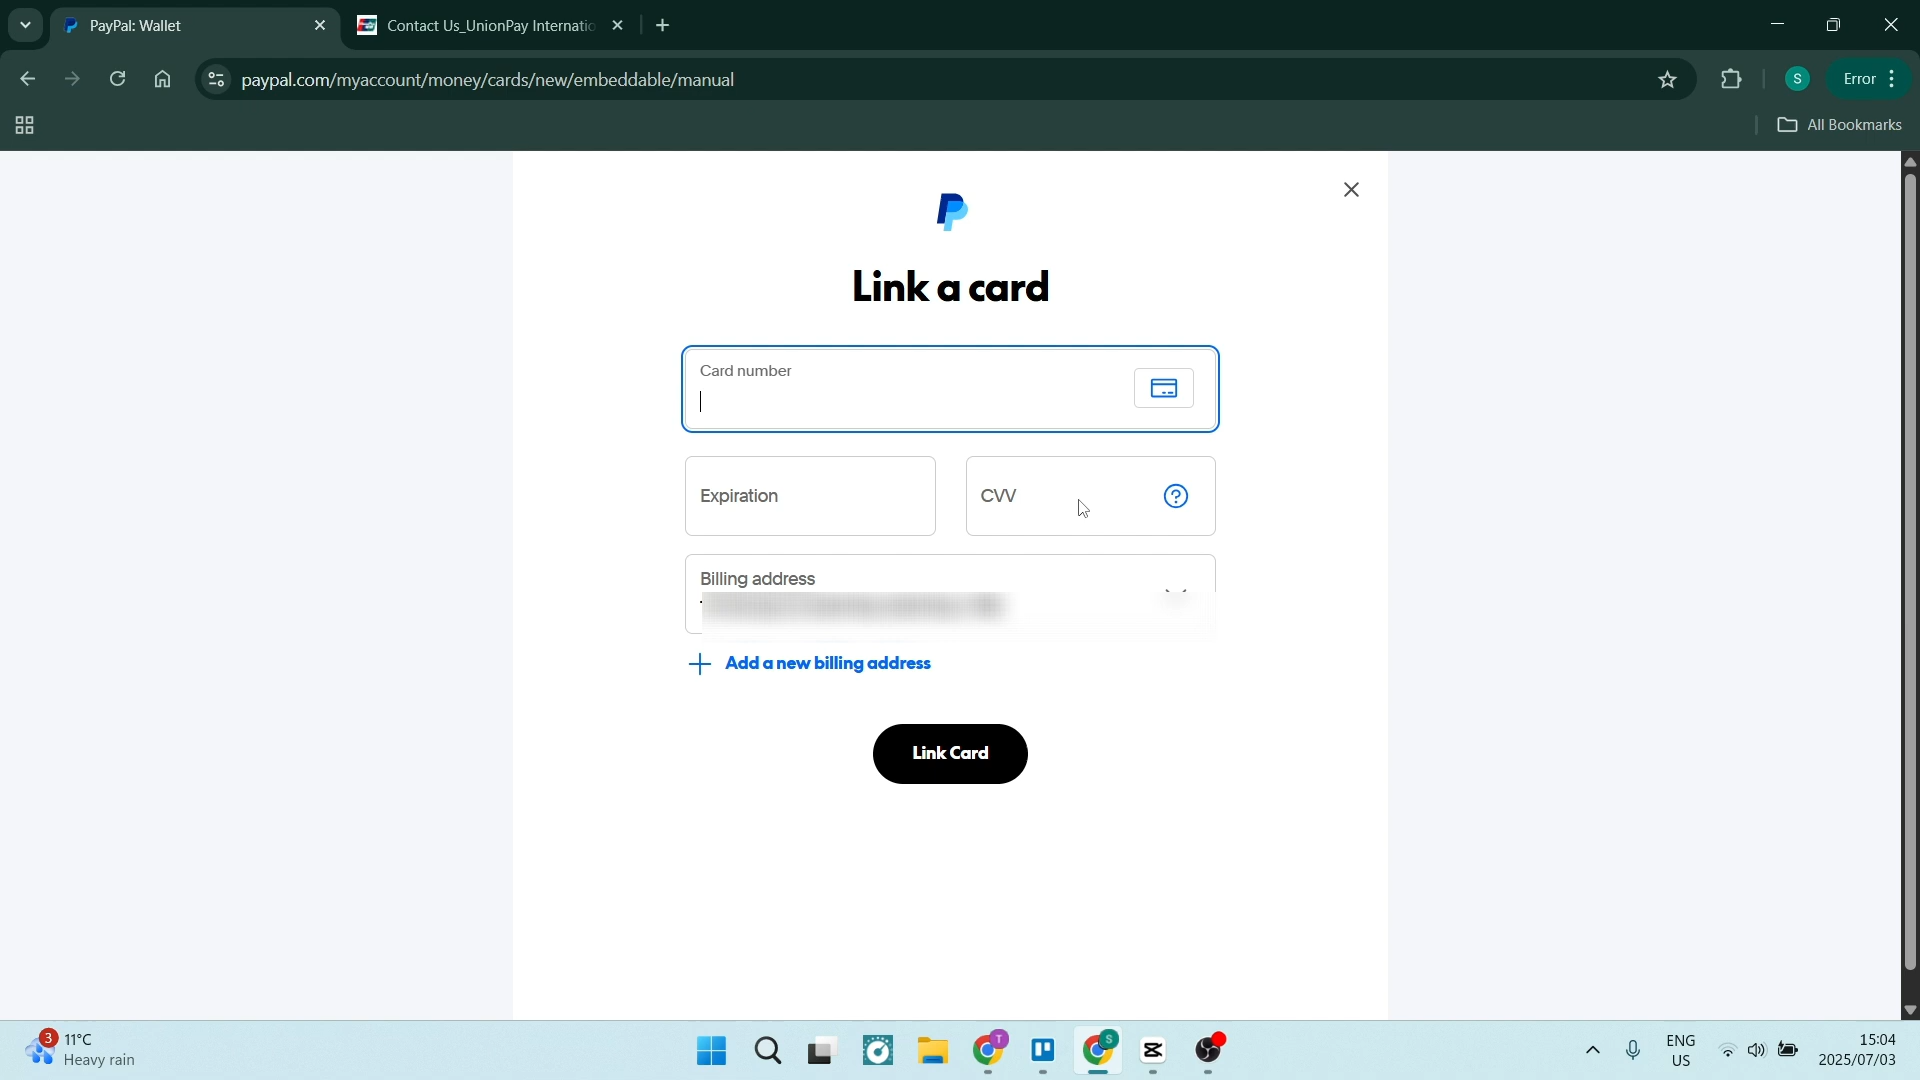 PayPal: Wallet
Contact Us_UnionPay Internatio
paypal.com/myaccount/money/cards/new/embeddable/manual
S
Error
All Bookmarks
Link a card
Card number
Expiration
CVV
Billing address
Add a new billing address
Link Card
3
11°C
Heavy rain
T
S
ENG
US
15:04
2025/07/03